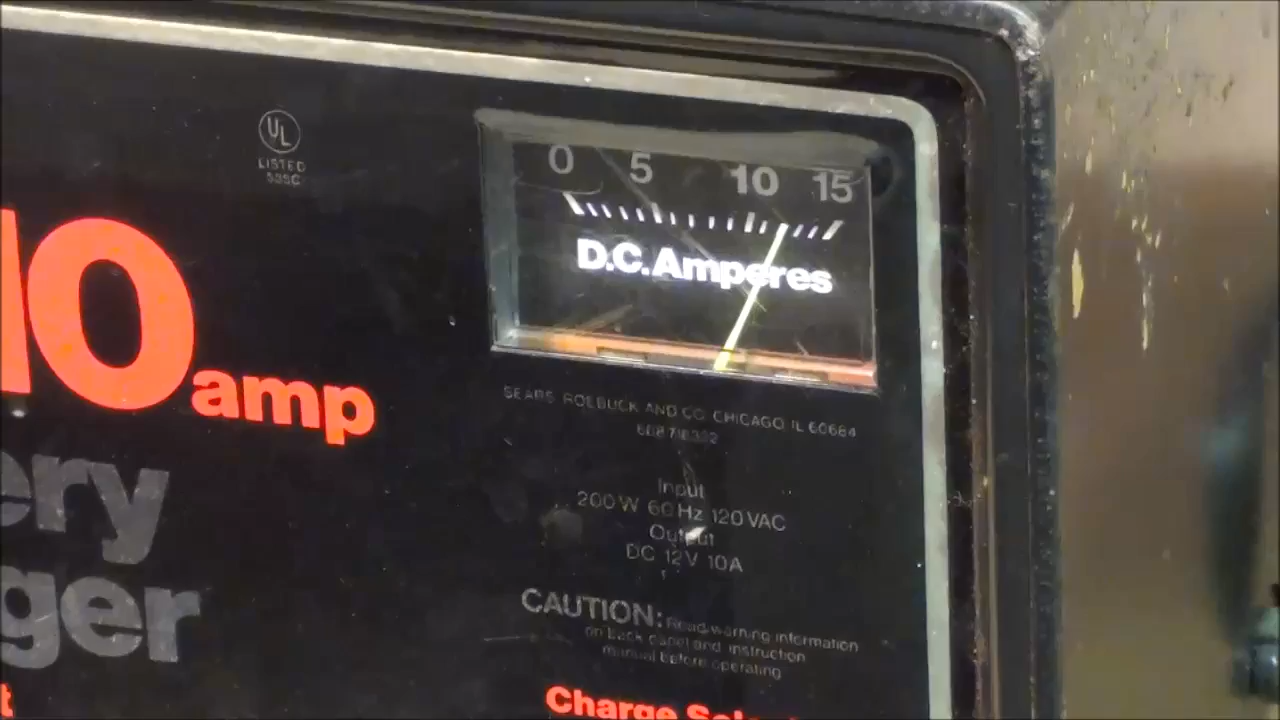 UL
LISTED
0 5 10 15
D.C. Amperes
10 amp
SEARS ROEBUCK AND CO. CHICAGO IL 60684
ery
Input
200 W 60 Hz 120 VAC
Output
DC 12V 10A
ger
CAUTION: Read warning information
on back panel and instruction
manual before operating
t
Charge